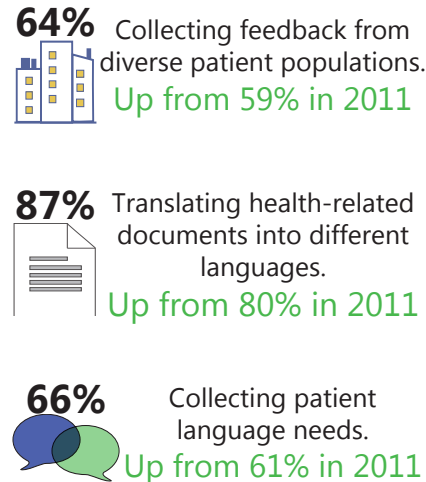 64% Collecting feedback from
diverse patient populations.
Up from 59% in 2011
87% Translating health-related
documents into different
languages.
Up from 80% in 2011
66% Collecting patient
language needs.
Up from 61% in 2011